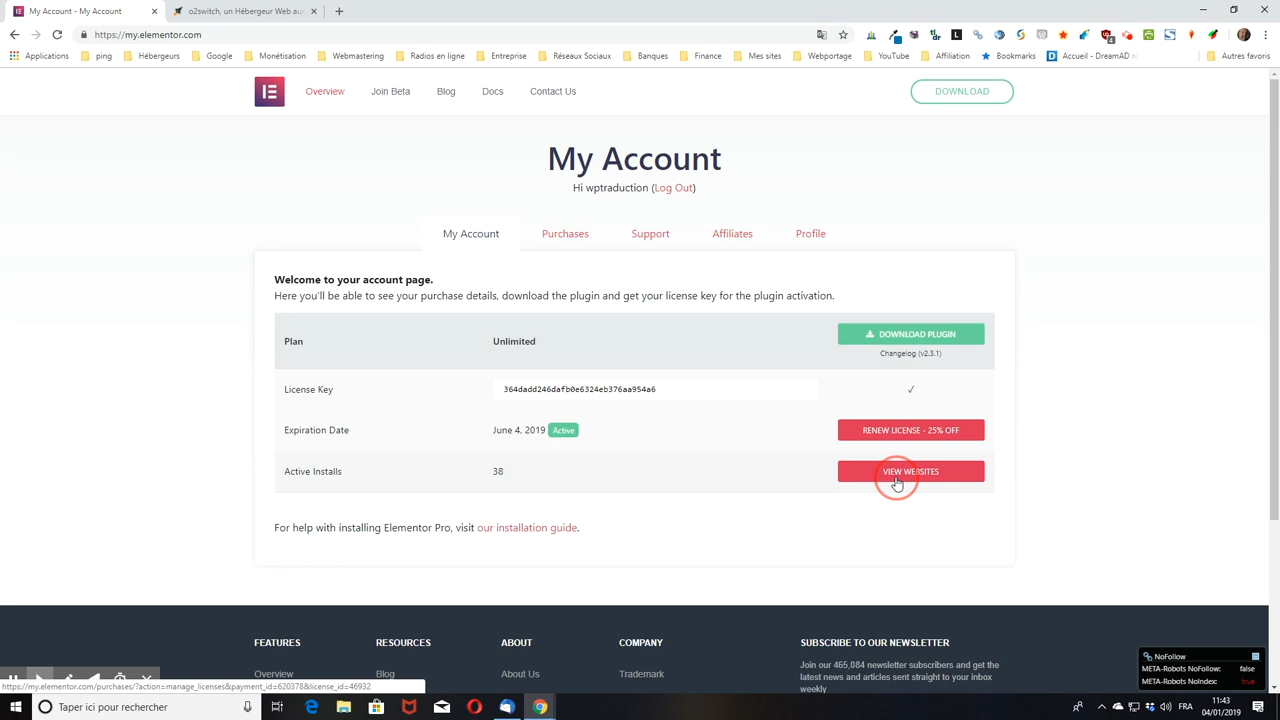 My Account - My Account
o2switch, un Hébergeur Web au
https://my.elementor.com
Applications ping Hébergeurs Google Monétisation Webmastering Radios en ligne Entreprise Réseaux Sociaux Banques Finance Mes sites Webportage YouTube Affiliation Bookmarks Accueil - DreamAD Autres favoris
Overview Join Beta Blog Docs Contact Us DOWNLOAD
My Account
Hi wptraduction (Log Out)
My Account Purchases Support Affiliates Profile
Welcome to your account page.
Here you'll be able to see your purchase details, download the plugin and get your license key for the plugin activation.
Plan Unlimited DOWNLOAD PLUGIN
Changelog (v2.3.1)
License Key 364dadd246dafb0e6324eb376aa954a6 ✓
Expiration Date June 4, 2019 Active RENEW LICENSE - 25% OFF
Active Installs 38 VIEW WEBSITES
For help with installing Elementor Pro, visit our installation guide.
FEATURES RESOURCES ABOUT COMPANY SUBSCRIBE TO OUR NEWSLETTER
Overview Blog About Us Trademark
Join our 465,084 newsletter subscribers and get the
latest news and articles sent straight to your inbox
weekly
NoFollow
META-Robots NoFollow: false
META-Robots NoIndex: true
https://my.elementor.com/purchases/?action=manage_licenses&payment_id=620378&license_id=46932
Taper ici pour rechercher
FRA
11:43
04/01/2019